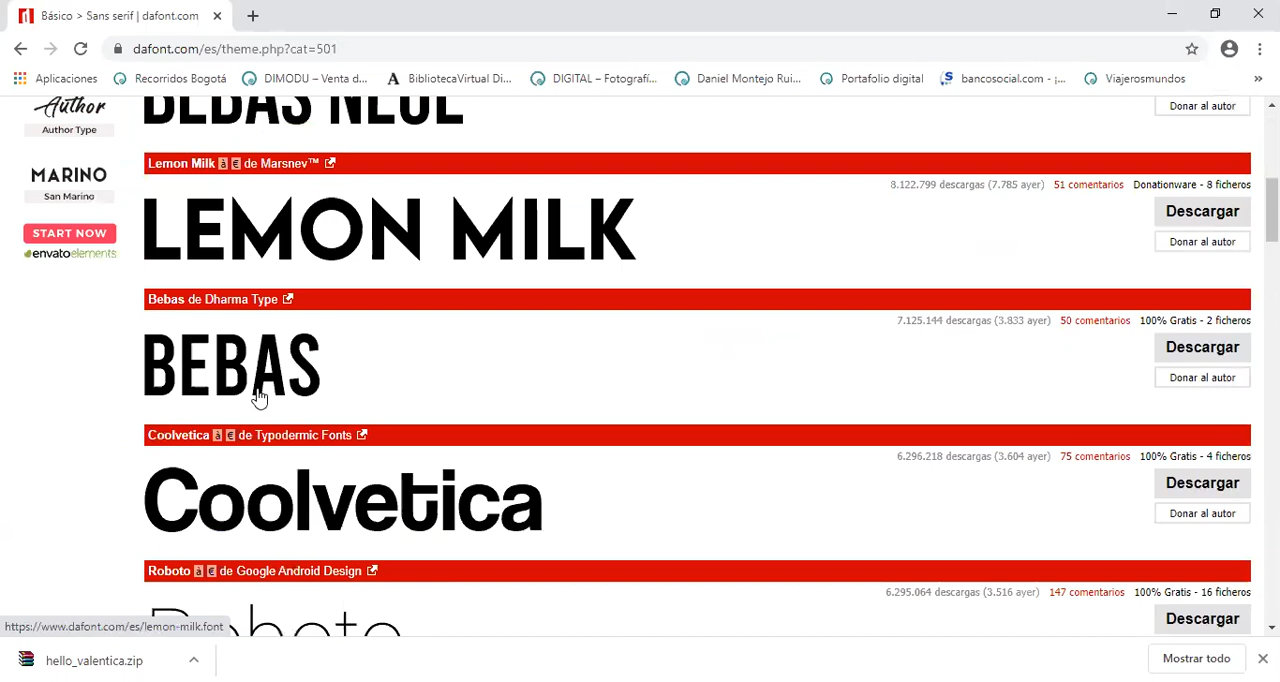 Básico > Sans serif | dafont.com
dafont.com/es/theme.php?cat=501
Aplicaciones
Recorridos Bogotá
DIMODU – Venta d...
BibliotecaVirtual Di...
DIGITAL – Fotografí...
Daniel Montejo Rui...
Portafolio digital
bancosocial.com - ¡...
Viajerosmundos
»
Author
Author Type
MARINO
San Marino
START NOW
envatoelements
BEBAS NEUE
Donar al autor
Lemon Milk à € de Marsnev™
8.122.799 descargas (7.785 ayer) 51 comentarios Donationware - 8 ficheros
LEMON MILK
Descargar
Donar al autor
Bebas de Dharma Type
7.125.144 descargas (3.833 ayer) 50 comentarios 100% Gratis - 2 ficheros
BEBAS
Descargar
Donar al autor
Coolvetica à € de Typodermic Fonts
6.296.218 descargas (3.604 ayer) 75 comentarios 100% Gratis - 4 ficheros
Coolvetica
Descargar
Donar al autor
Roboto à € de Google Android Design
6.295.064 descargas (3.516 ayer) 147 comentarios 100% Gratis - 16 ficheros
Roboto
Descargar
https://www.dafont.com/es/lemon-milk.font
hello_valentica.zip
Mostrar todo